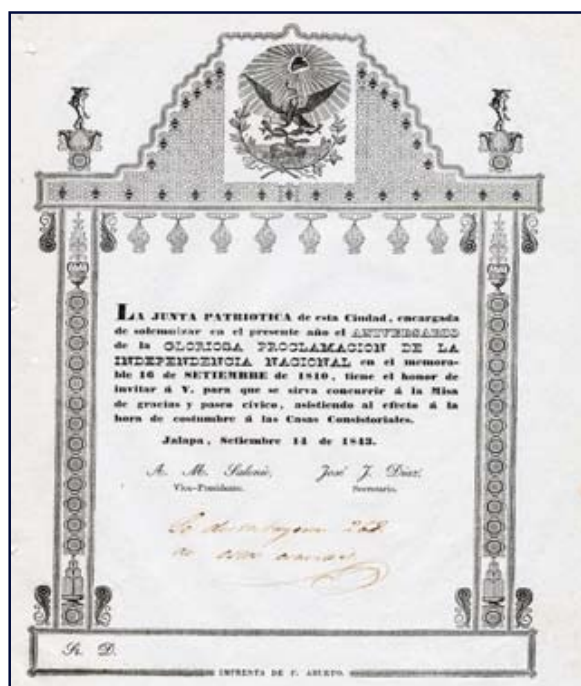 LA JUNTA PATRIOTICA de esta Ciudad, encargada
de solemnizar en el presente año el ANIVERSARIO
de la GLORIOSA PROCLAMACION DE LA
INDEPENDENCIA NACIONAL en el memora-
ble 16 de SETIEMBRE de 1810, tiene el honor de
invitar á V. para que se sirva concurrir á la Misa
de gracias y paseo cívico, asistiendo al efecto á la
hora de costumbre á las Casas Consistoriales.
Jalapa, Setiembre 14 de 1843.
A. M. José J. Diaz,
Vice-Presidente. Secretario.
de
Sr. D.
IMPRENTA DE F. ABURTO.